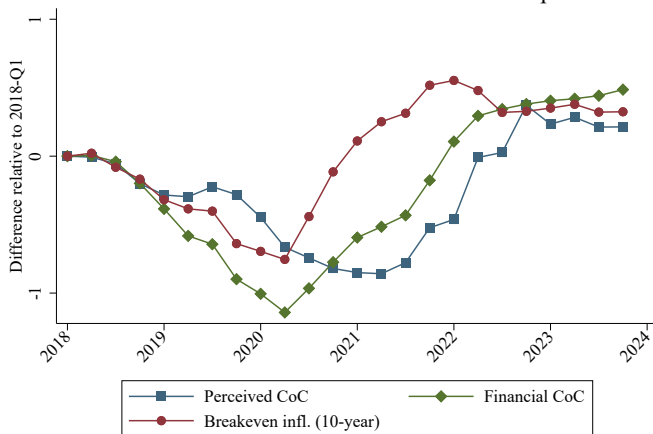 Difference relative to 2018-Q1
1
0
-1
2018
2019
2020
2021
2022
2023
2024
Perceived CoC
Financial CoC
Breakeven infl. (10-year)